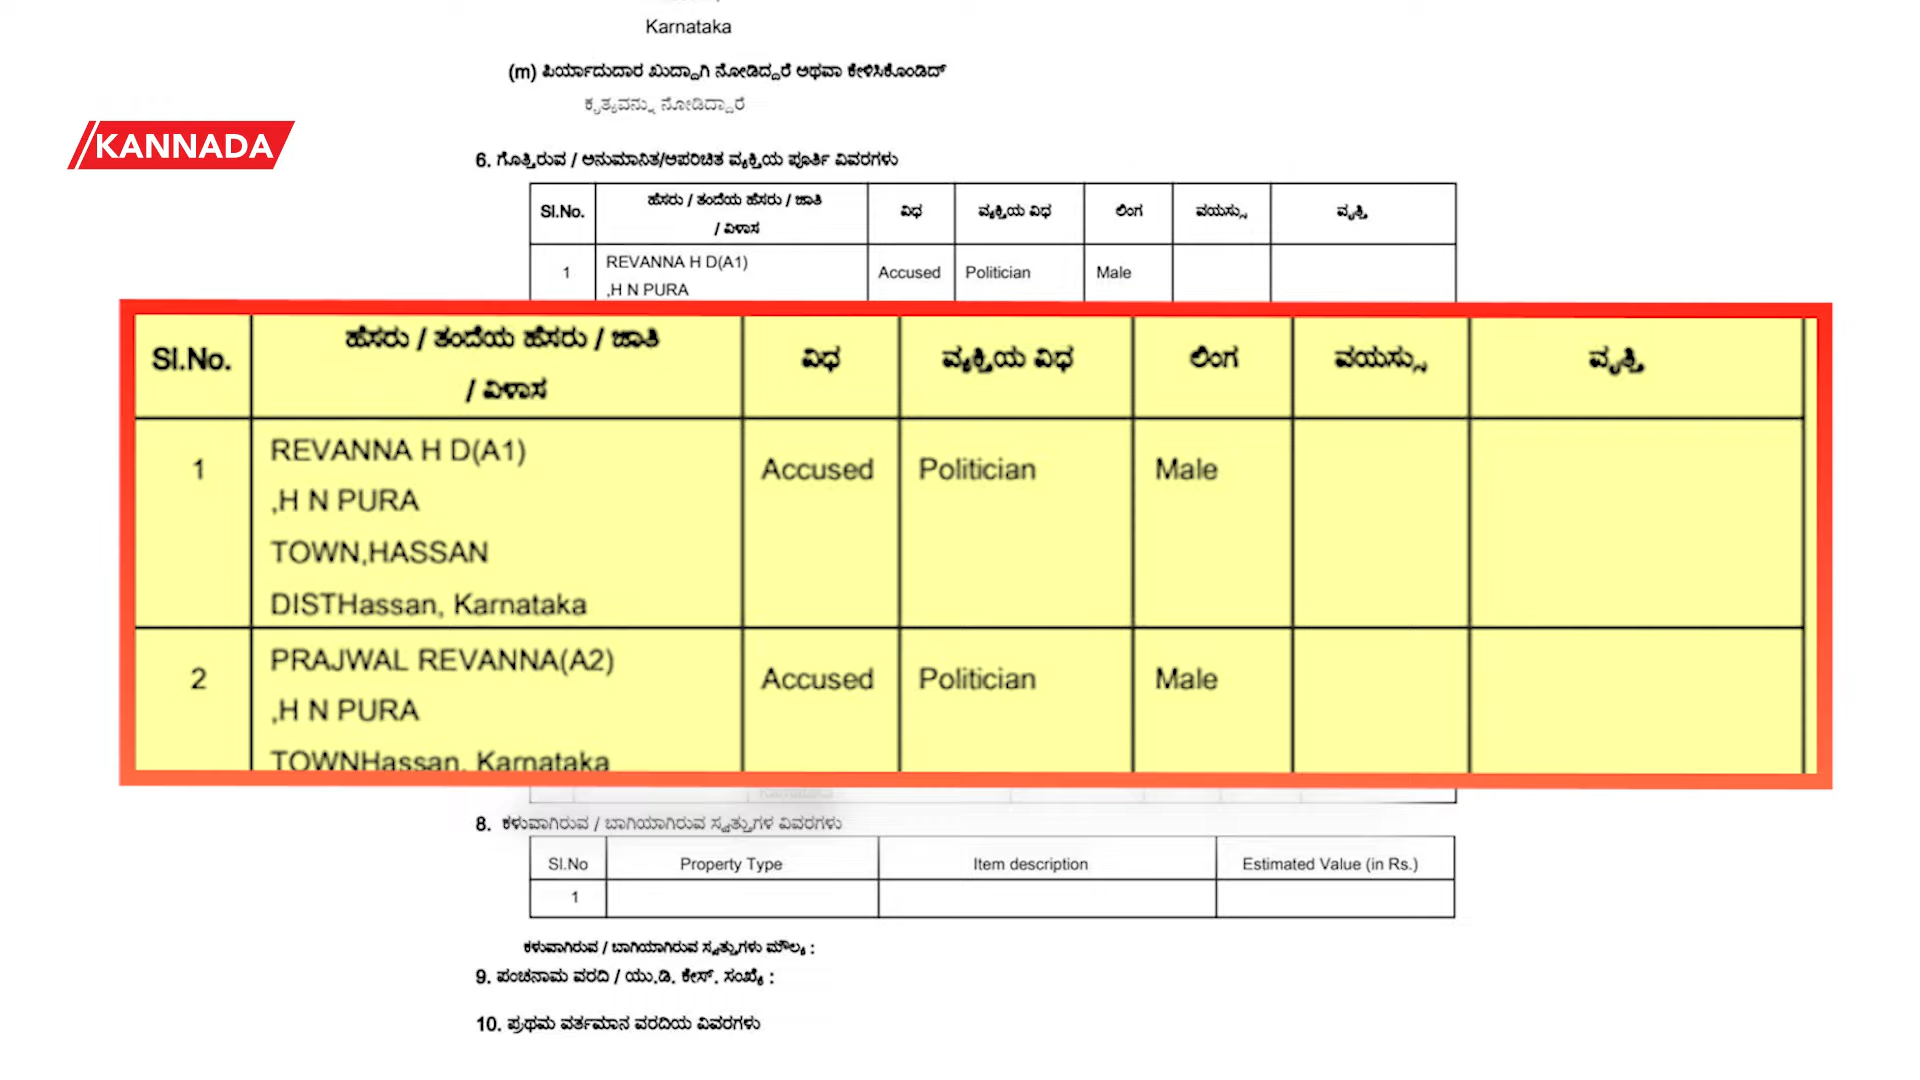 Karnataka
(m) ಪಿರ್ಯಾದುದಾರ ಖುದ್ದಾಗಿ ನೋಡಿದ್ದರೆ ಅಥವಾ ಕೇಳಿಸಿಕೊಂಡಿದ್
ಕೃತ್ಯವನ್ನು ನೋಡಿದ್ದಾರೆ
KANNADA
6. ಗೊತ್ತಿರುವ / ಅನುಮಾನಿತ/ಅಪರಿಚಿತ ವ್ಯಕ್ತಿಯ ಪೂರ್ತಿ ವಿವರಗಳು
Sl.No. ಹೆಸರು / ತಂದೆಯ ಹೆಸರು / ಜಾತಿ / ವಿಳಾಸ ವಿಧ ವ್ಯಕ್ತಿಯ ವಿಧ ಲಿಂಗ ವಯಸ್ಸು ವೃತ್ತಿ
1 REVANNA H D(A1) Accused Politician Male
,H N PURA
Sl.No. ಹೆಸರು / ತಂದೆಯ ಹೆಸರು / ಜಾತಿ / ವಿಳಾಸ ವಿಧ ವ್ಯಕ್ತಿಯ ವಿಧ ಲಿಂಗ ವಯಸ್ಸು ವೃತ್ತಿ
1 REVANNA H D(A1) Accused Politician Male
,H N PURA
TOWN,HASSAN
DISTHassan, Karnataka
2 PRAJWAL REVANNA(A2) Accused Politician Male
,H N PURA
TOWNHassan, Karnataka
8. ಕಳುವಾಗಿರುವ / ಬಾಗಿಯಾಗಿರುವ ಸ್ವತ್ತುಗಳ ವಿವರಗಳು
Sl.No Property Type Item description Estimated Value (in Rs.)
1
ಕಳುವಾಗಿರುವ / ಬಾಗಿಯಾಗಿರುವ ಸ್ವತ್ತುಗಳು ಮೌಲ್ಯ :
9. ಪಂಚನಾಮ ವರದಿ / ಯು.ಡಿ. ಕೇಸ್. ಸಂಖ್ಯೆ :
10. ಪ್ರಥಮ ವರ್ತಮಾನ ವರದಿಯ ವಿವರಗಳು